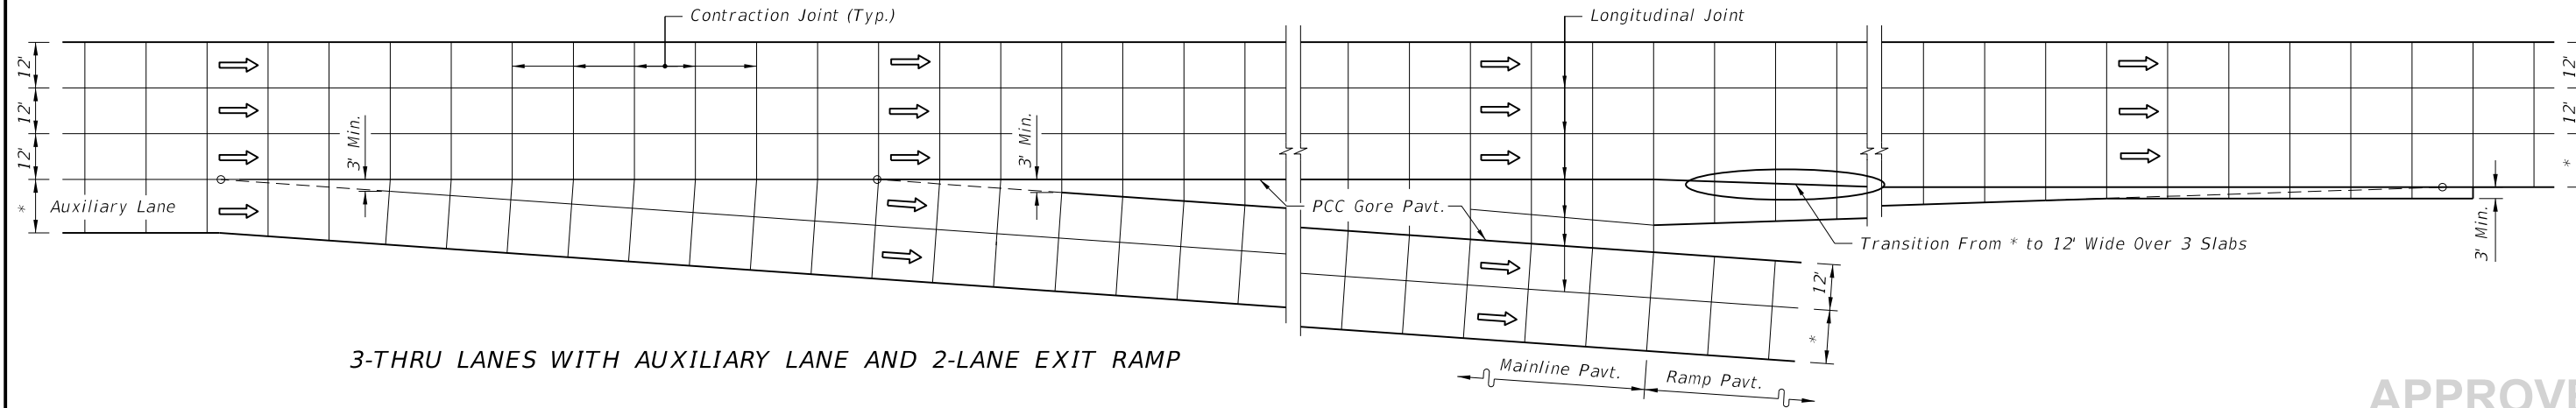 Contraction Joint (Typ.)
Longitudinal Joint
12'
12'
12'
*
Auxiliary Lane
3' Min.
3' Min.
PCC Gore Pavt.
Transition From * to 12' Wide Over 3 Slabs
12'
12'
*
3' Min.
12'
*
3-THRU LANES WITH AUXILIARY LANE AND 2-LANE EXIT RAMP
Mainline Pavt.
Ramp Pavt.